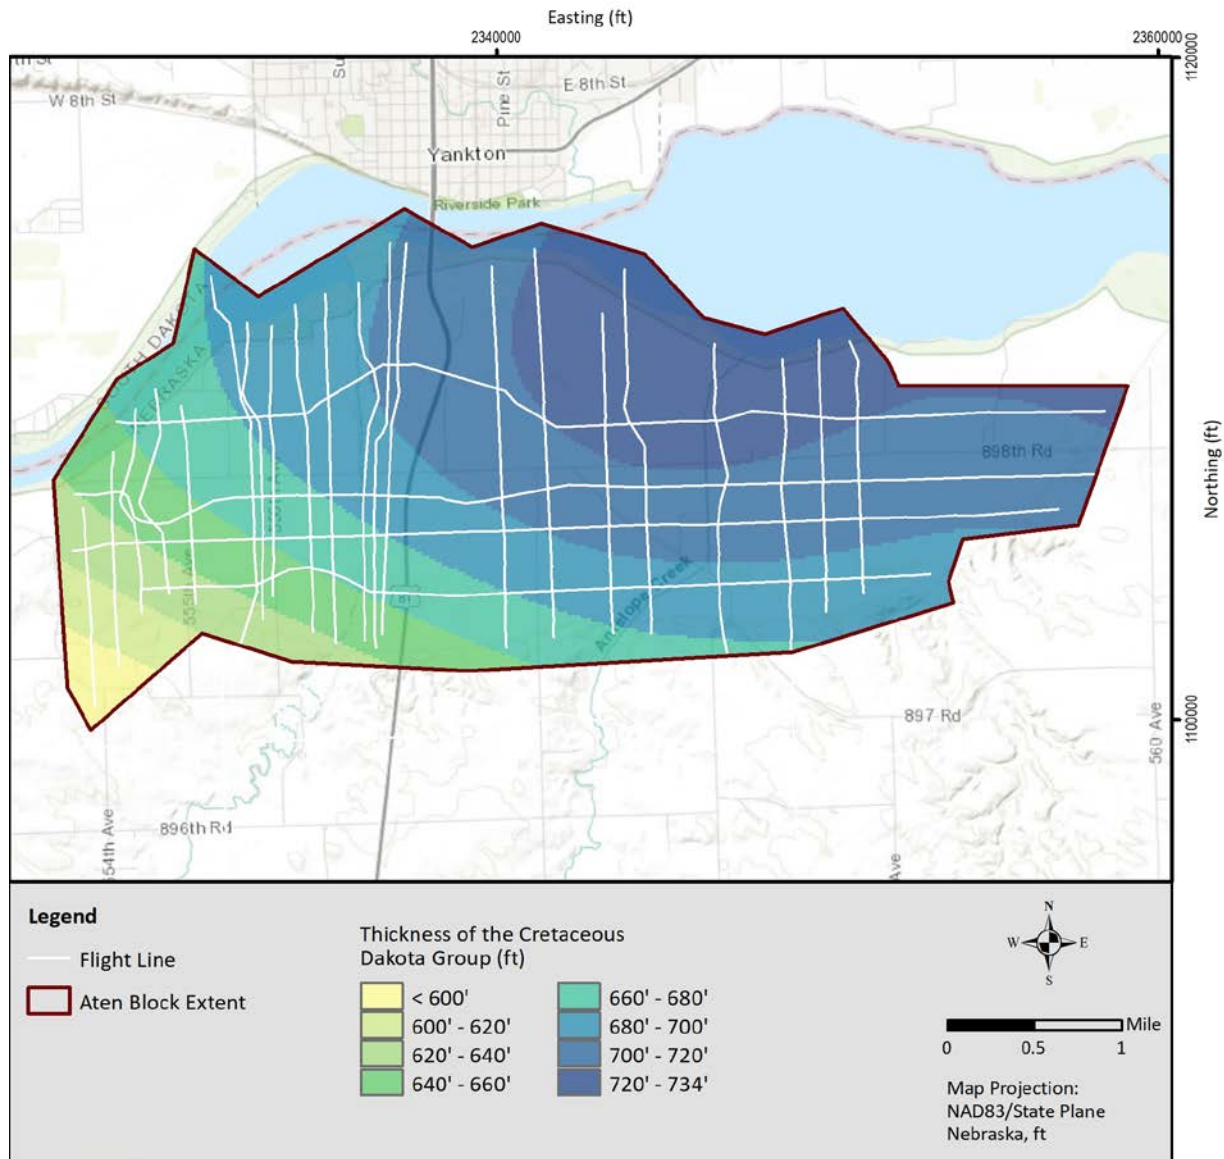 Easting (ft)
2340000
2360000
1120000
th St
W 8th St
Su
Pine St
E 8th St
Yankton
Riverside Park
SOUTH DAKOTA
NEBRASKA
898th Rd
Northing (ft)
555th Ave
81
Antelope Creek
897 Rd
1100000
560 Ave
554th Ave
896th Rd
Ave
Legend
Flight Line
Aten Block Extent
Thickness of the Cretaceous
Dakota Group (ft)
< 600'
600' - 620'
620' - 640'
640' - 660'
660' - 680'
680' - 700'
700' - 720'
720' - 734'
N
W E
S
Mile
0 0.5 1
Map Projection:
NAD83/State Plane
Nebraska, ft